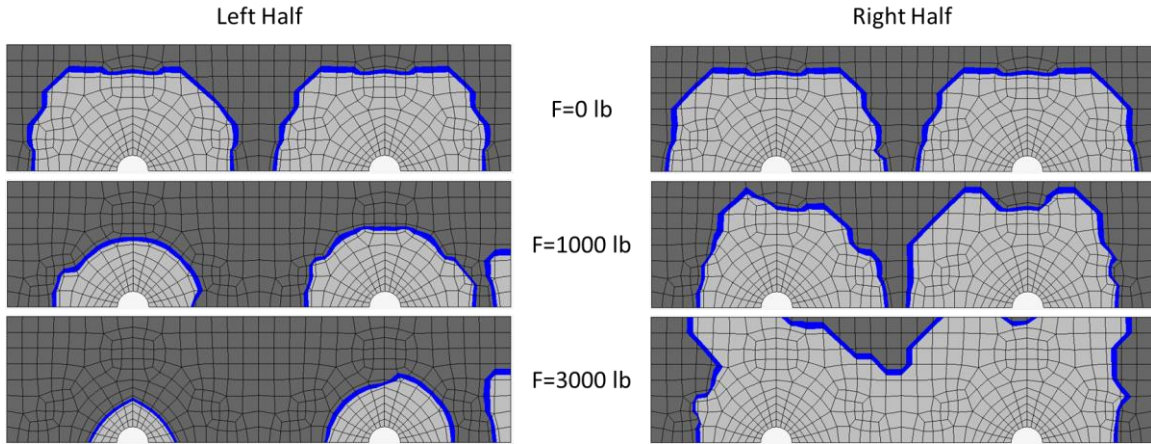 Left Half
Right Half
F=0 lb
F=1000 lb
F=3000 lb